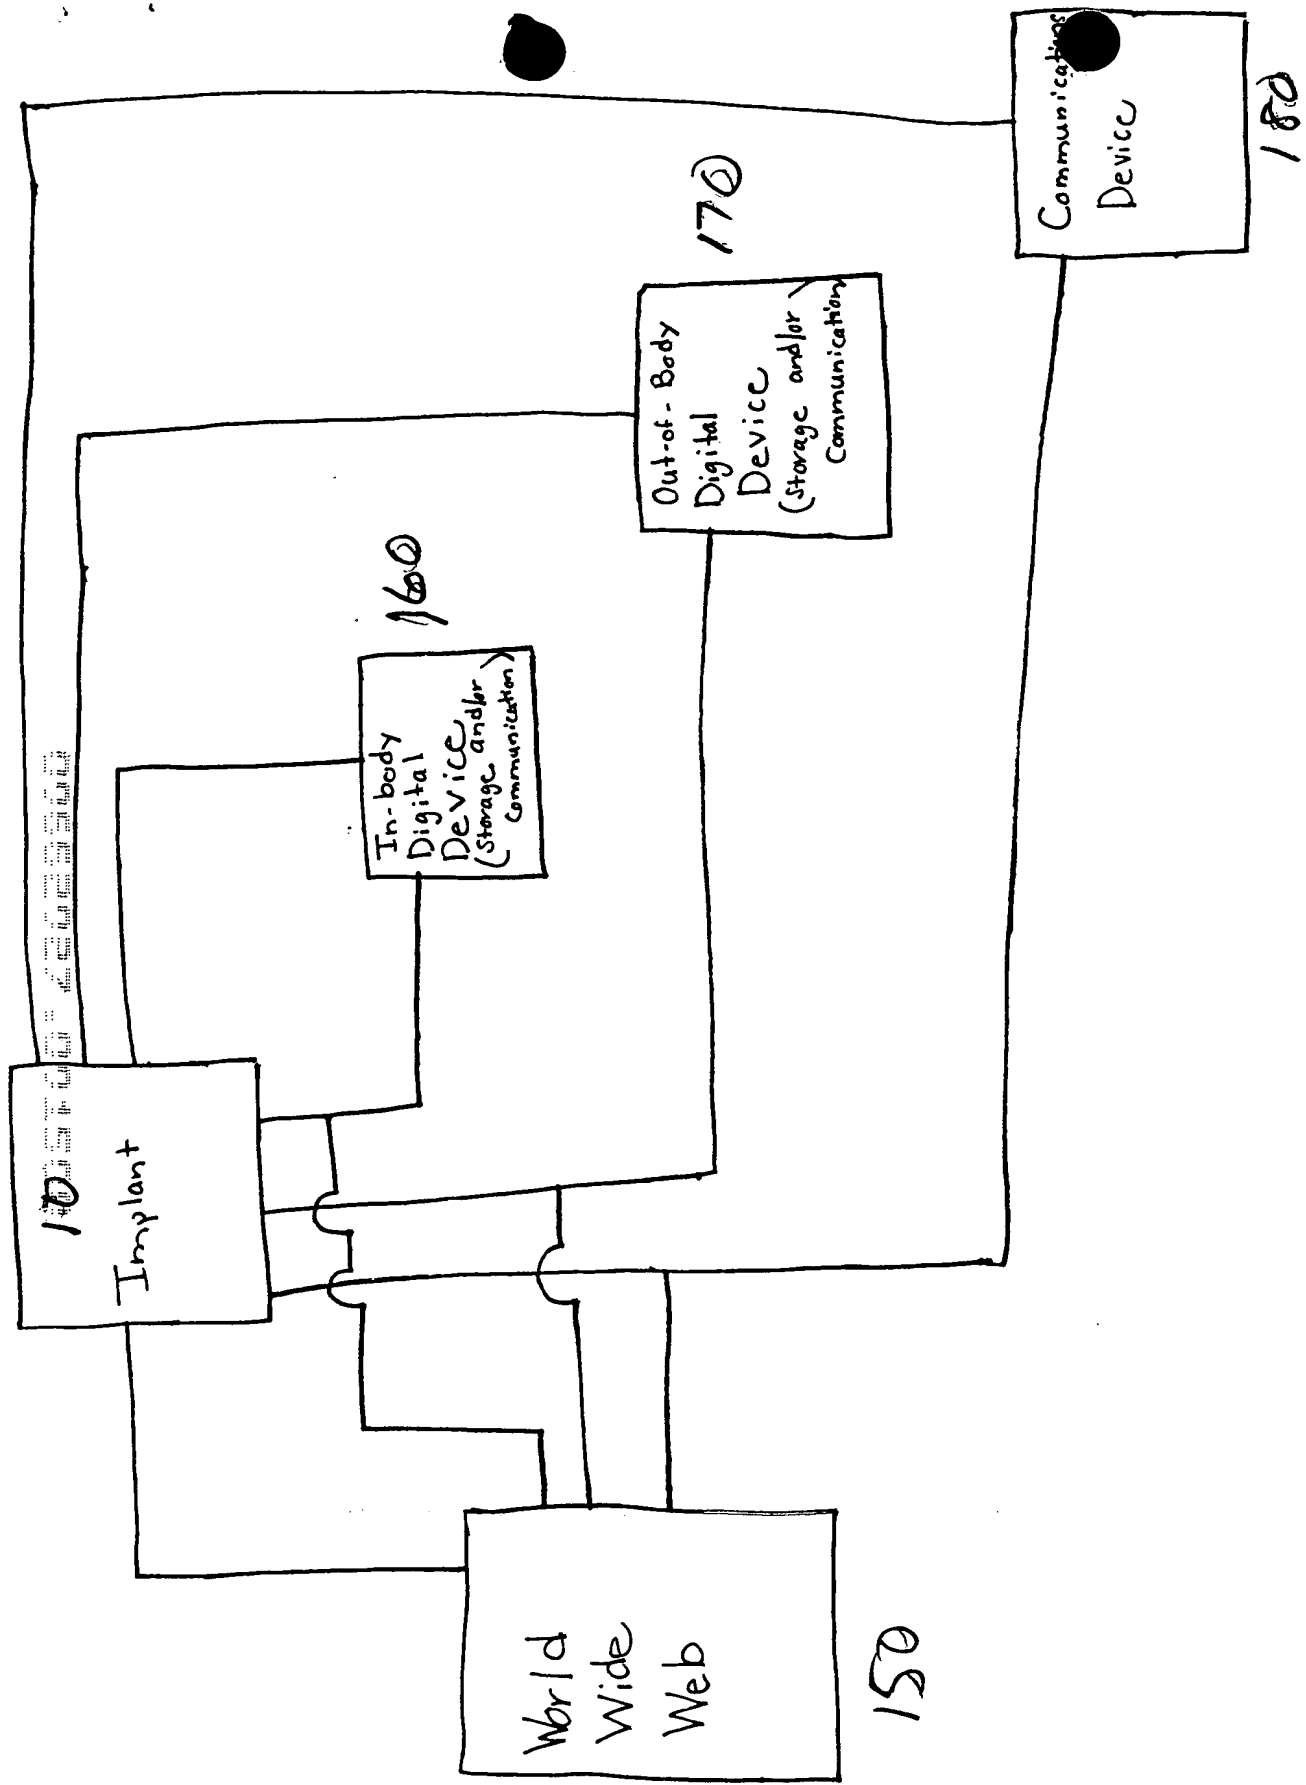 10
Implant
World
Wide
Web
150
In-body
Digital
Device
(Storage and/or
Communication)
160
Out-of-Body
Digital
Device
(Storage and/or
Communication)
170
Communications
Device
180